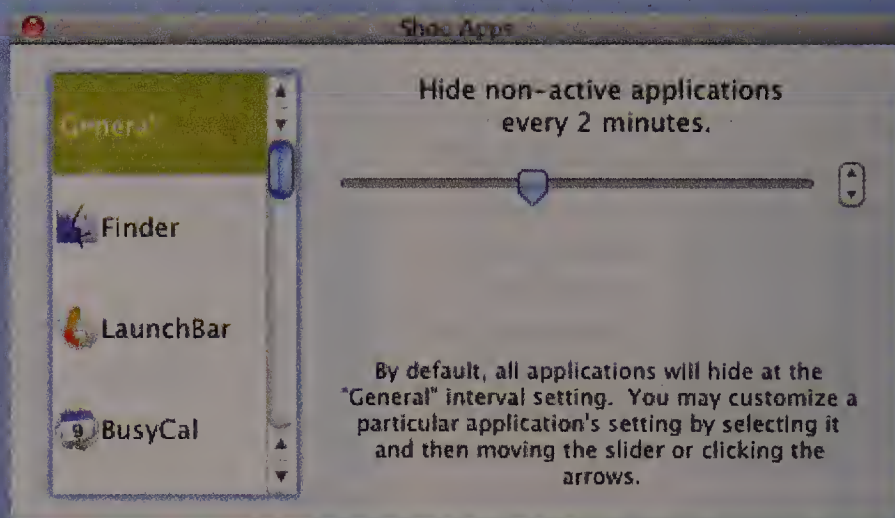 Apps
General
Finder
LaunchBar
9
BusyCal
Hide non-active applications
every 2 minutes.
By default, all applications will hide at the
"General" interval setting. You may customize a
particular application's setting by selecting it
and then moving the slider or clicking the
arrows.